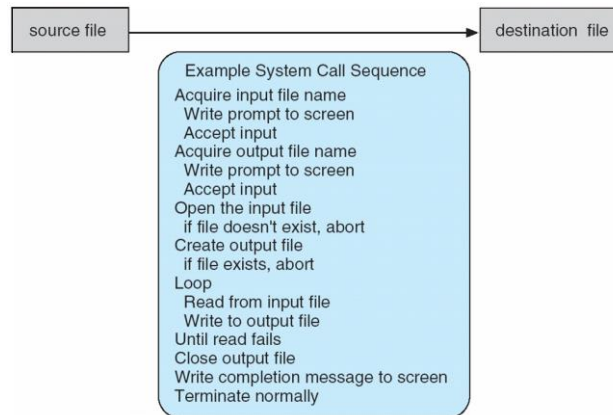 source file
destination file
Example System Call Sequence
Acquire input file name
Write prompt to screen
Accept input
Acquire output file name
Write prompt to screen
Accept input
Open the input file
if file doesn't exist, abort
Create output file
if file exists, abort
Loop
Read from input file
Write to output file
Until read fails
Close output file
Write completion message to screen
Terminate normally